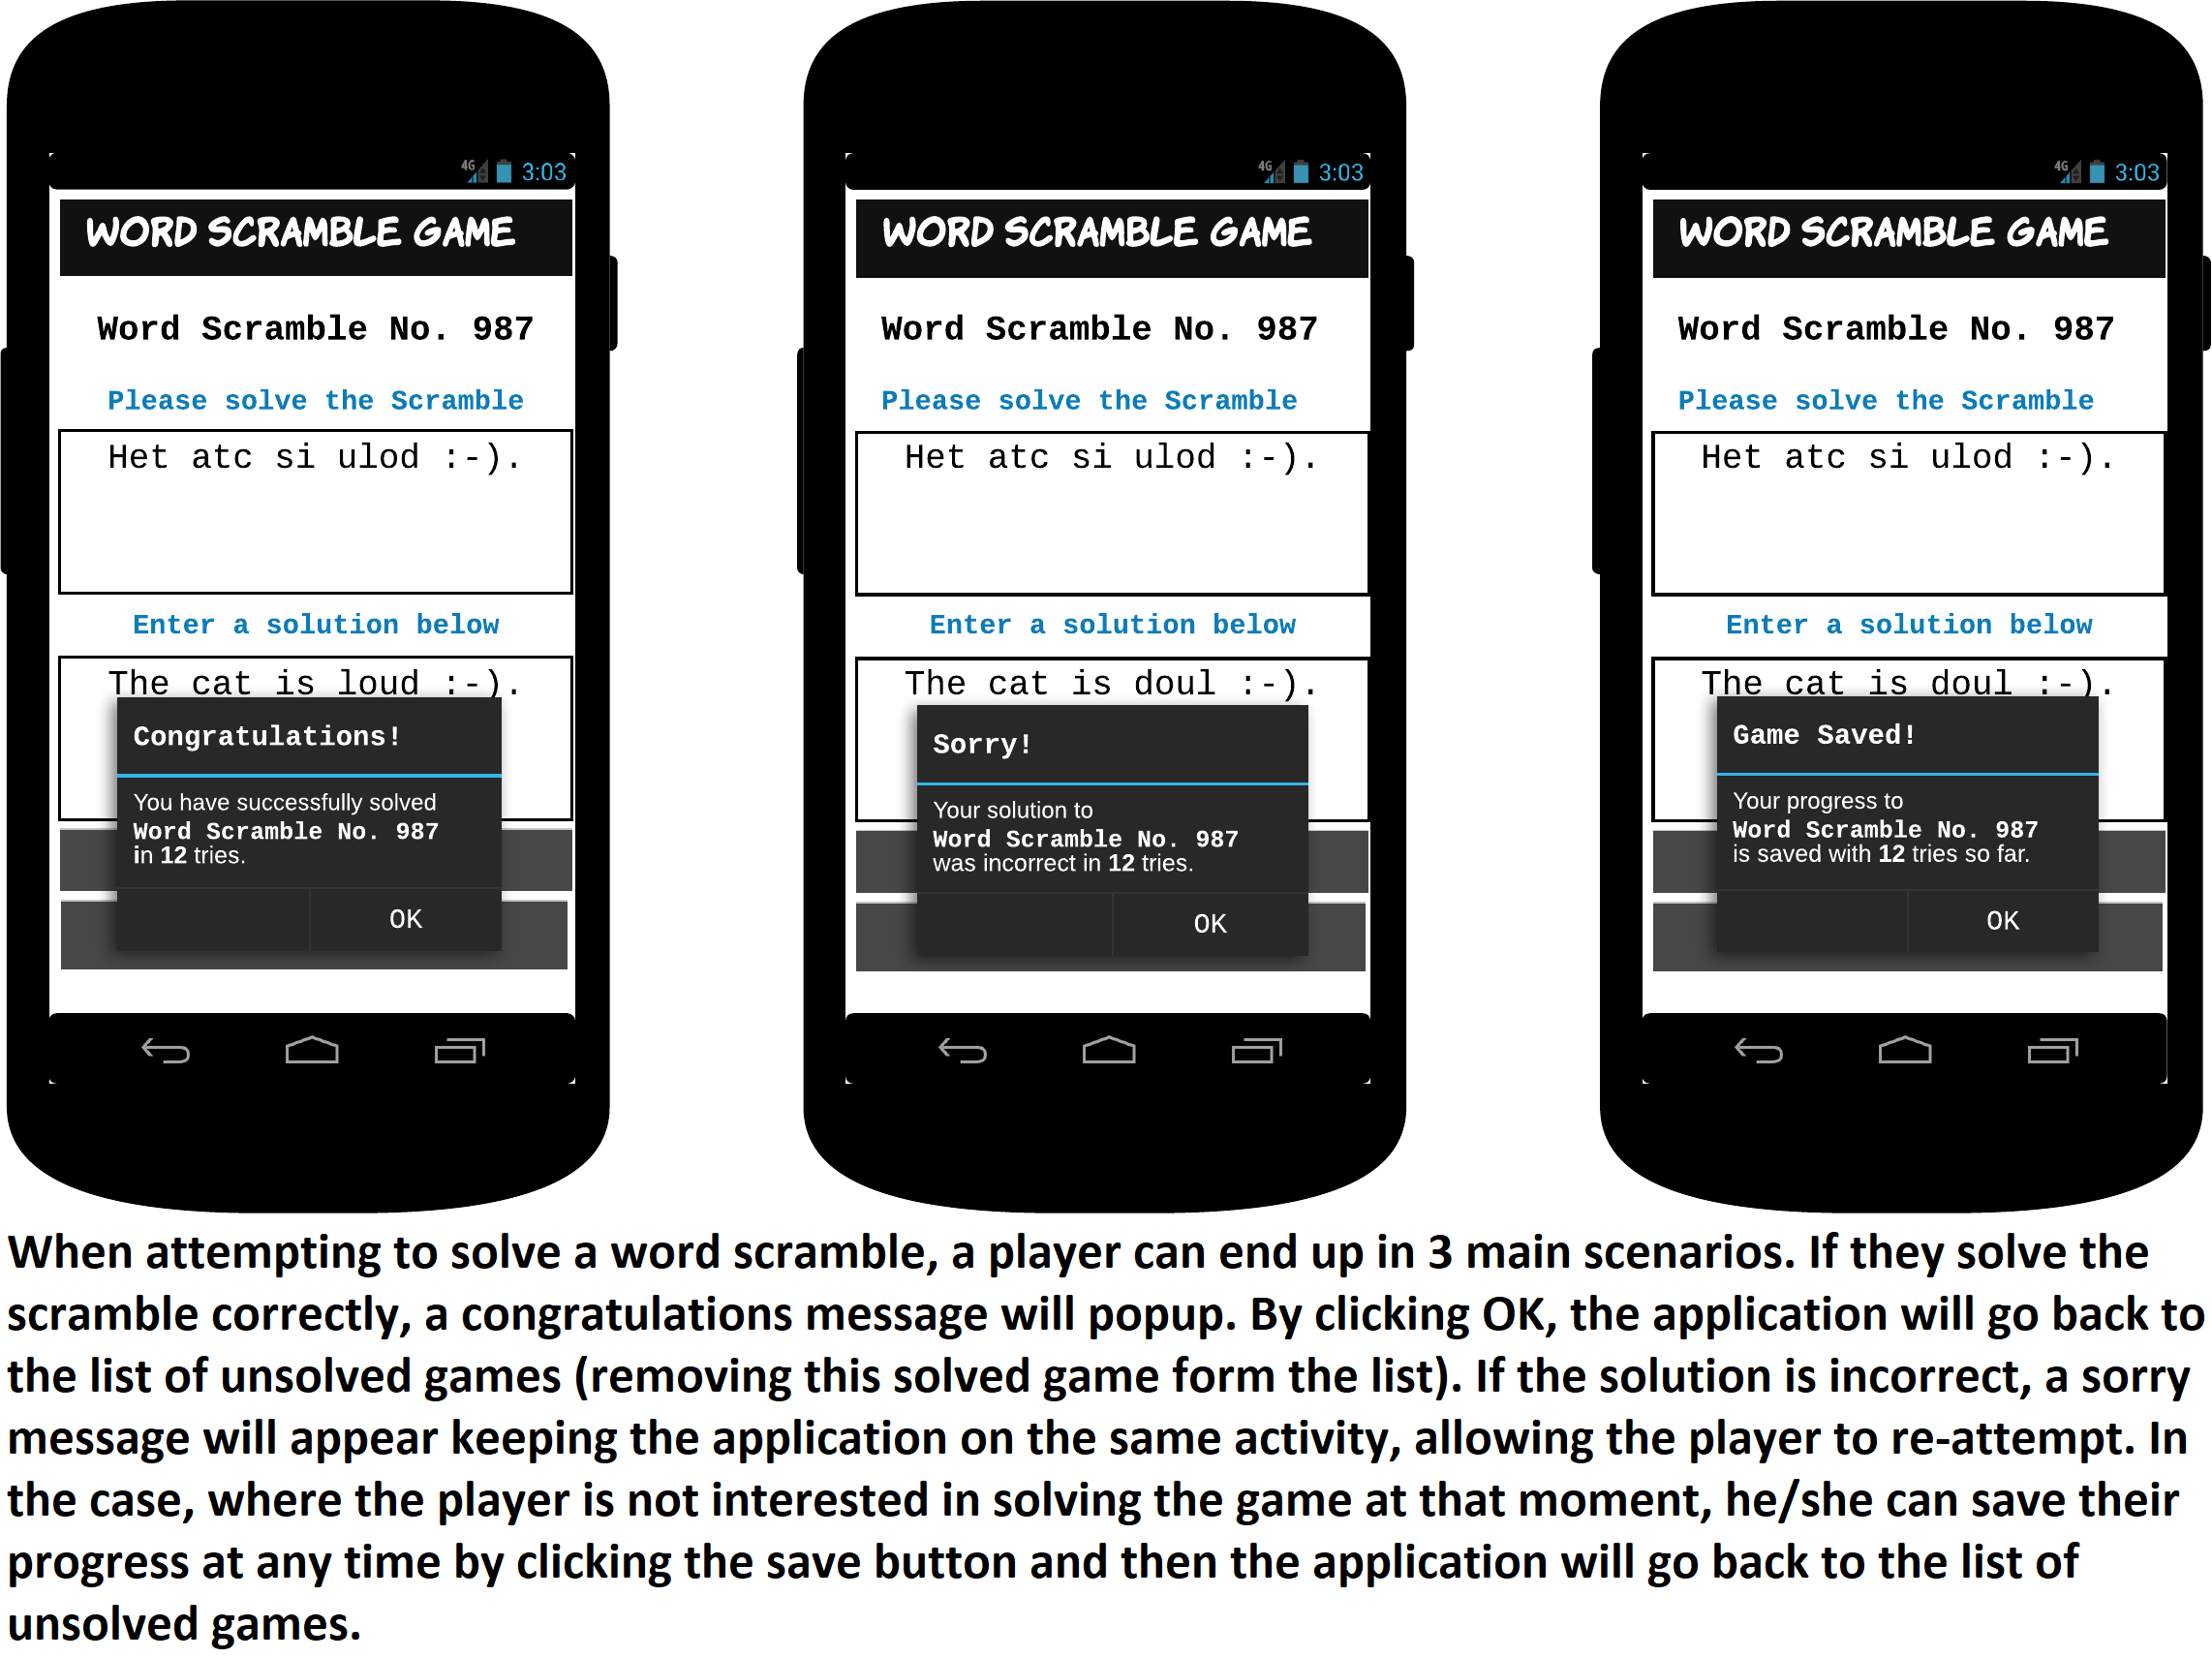 4G 3:03
WORD SCRAMBLE GAME
Word Scramble No. 987
Please solve the Scramble
Het atc si ulod :-).
Enter a solution below
The cat is loud :-).
Congratulations!
You have successfully solved
Word Scramble No. 987
in 12 tries.
OK
4G 3:03
WORD SCRAMBLE GAME
Word Scramble No. 987
Please solve the Scramble
Het atc si ulod :-).
Enter a solution below
The cat is doul :-).
Sorry!
Your solution to
Word Scramble No. 987
was incorrect in 12 tries.
OK
4G 3:03
WORD SCRAMBLE GAME
Word Scramble No. 987
Please solve the Scramble
Het atc si ulod :-).
Enter a solution below
The cat is doul :-).
Game Saved!
Your progress to
Word Scramble No. 987
is saved with 12 tries so far.
OK
When attempting to solve a word scramble, a player can end up in 3 main scenarios. If they solve the
scramble correctly, a congratulations message will popup. By clicking OK, the application will go back to
the list of unsolved games (removing this solved game form the list). If the solution is incorrect, a sorry
message will appear keeping the application on the same activity, allowing the player to re-attempt. In
the case, where the player is not interested in solving the game at that moment, he/she can save their
progress at any time by clicking the save button and then the application will go back to the list of
unsolved games.